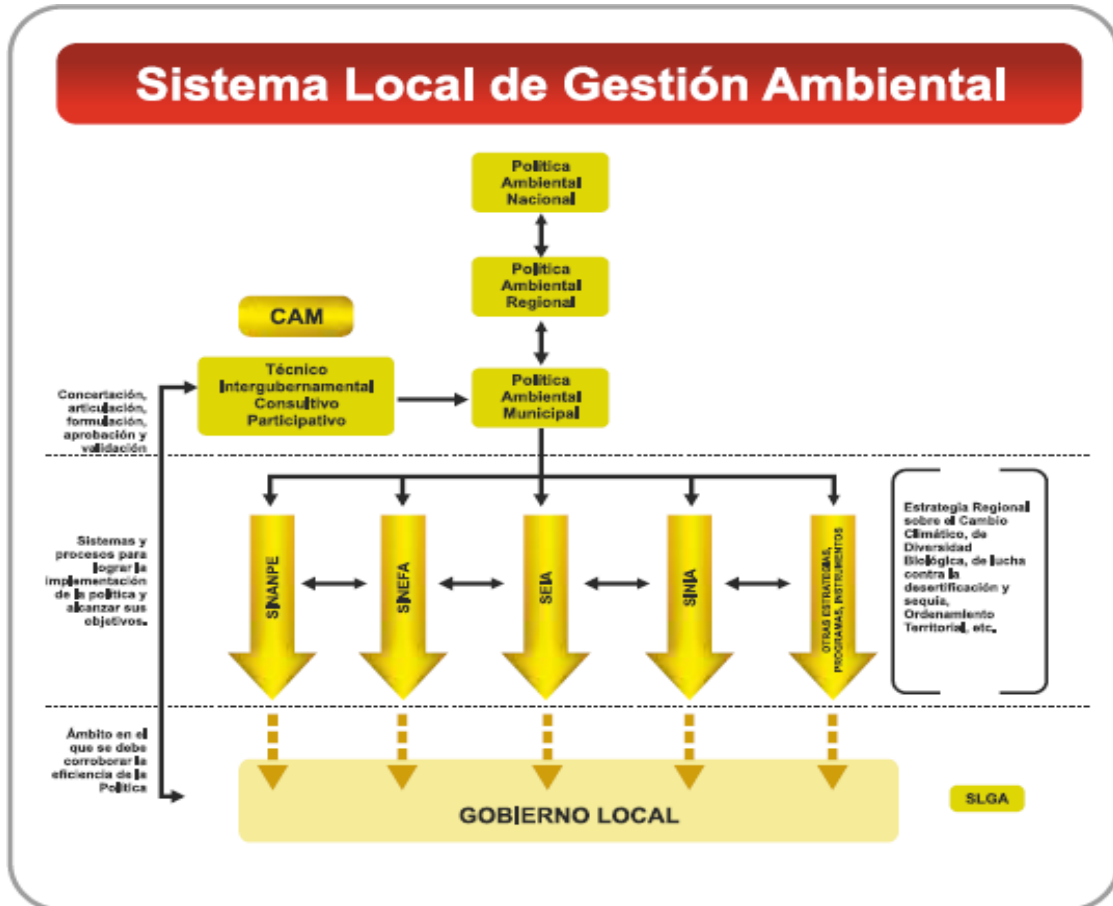 Sistema Local de Gestión Ambiental
Política
Ambiental
Nacional
Política
Ambiental
Regional
CAM
Técnico
Intergubernamental
Consultivo
Participativo
Política
Ambiental
Municipal
Concertación,
articulación,
formulación,
aprobación y
validación
Sistemas y
procesos para
lograr la
implementación
de la política y
alcanzar sus
objetivos.
SINANPE
SINEFA
SEIA
SINIA
OTRAS ESTRATEGIAS,
PROGRAMAS, INSTRUMENTOS
Estrategia Regional
sobre el Cambio
Climático, de
Diversidad
Biológica, de lucha
contra la
desertificación y
sequia,
Ordenamiento
Territorial, etc.
Ámbito en el
que se debe
corroborar la
eficiencia de la
Política
GOBIERNO LOCAL
SLGA